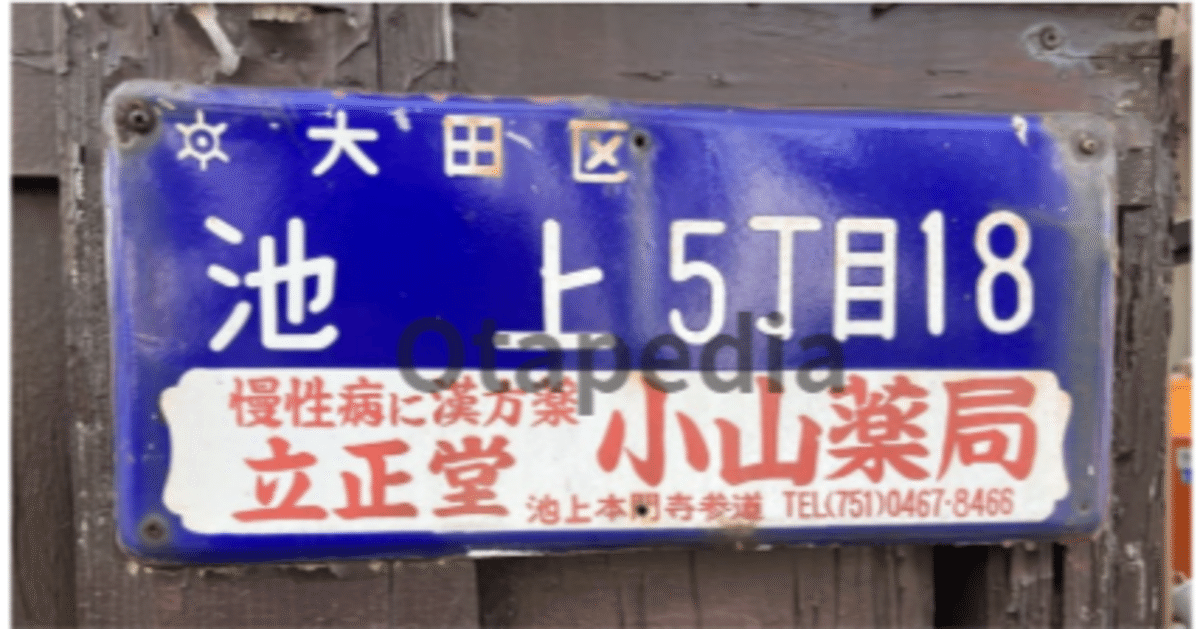 大田区
池上5丁目18
慢性病に漢方薬
立正堂
小山薬局
池上本門寺参道 TEL(751)0467-8466
Otapedia